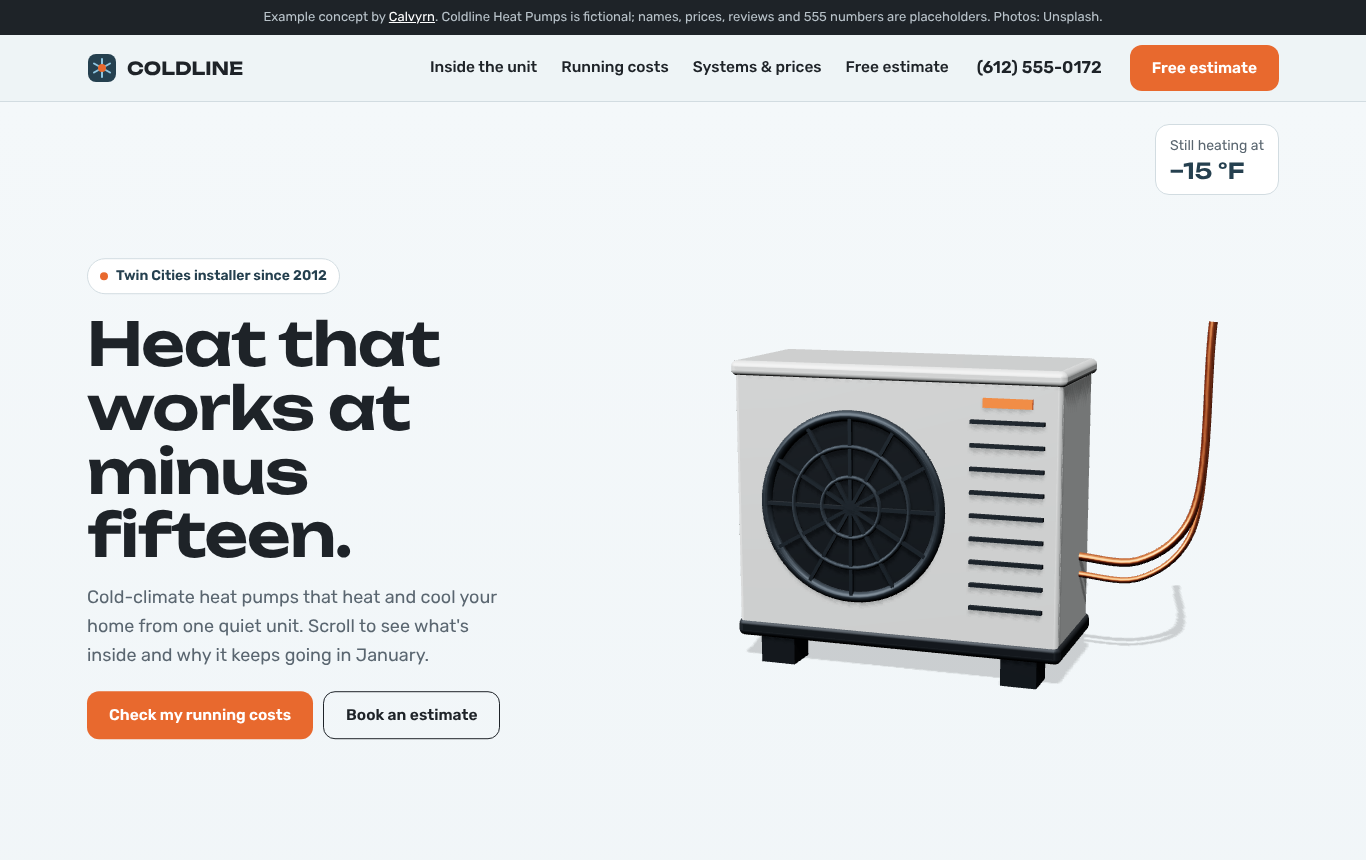 Example concept by Calvyrn. Coldline Heat Pumps is fictional; names, prices, reviews and 555 numbers are placeholders. Photos: Unsplash.
COLDLINE
Inside the unit
Running costs
Systems & prices
Free estimate
(612) 555-0172
Free estimate
Still heating at
−15 °F
Twin Cities installer since 2012
Heat that
works at
minus
fifteen.
Cold-climate heat pumps that heat and cool your
home from one quiet unit. Scroll to see what's
inside and why it keeps going in January.
Check my running costs
Book an estimate